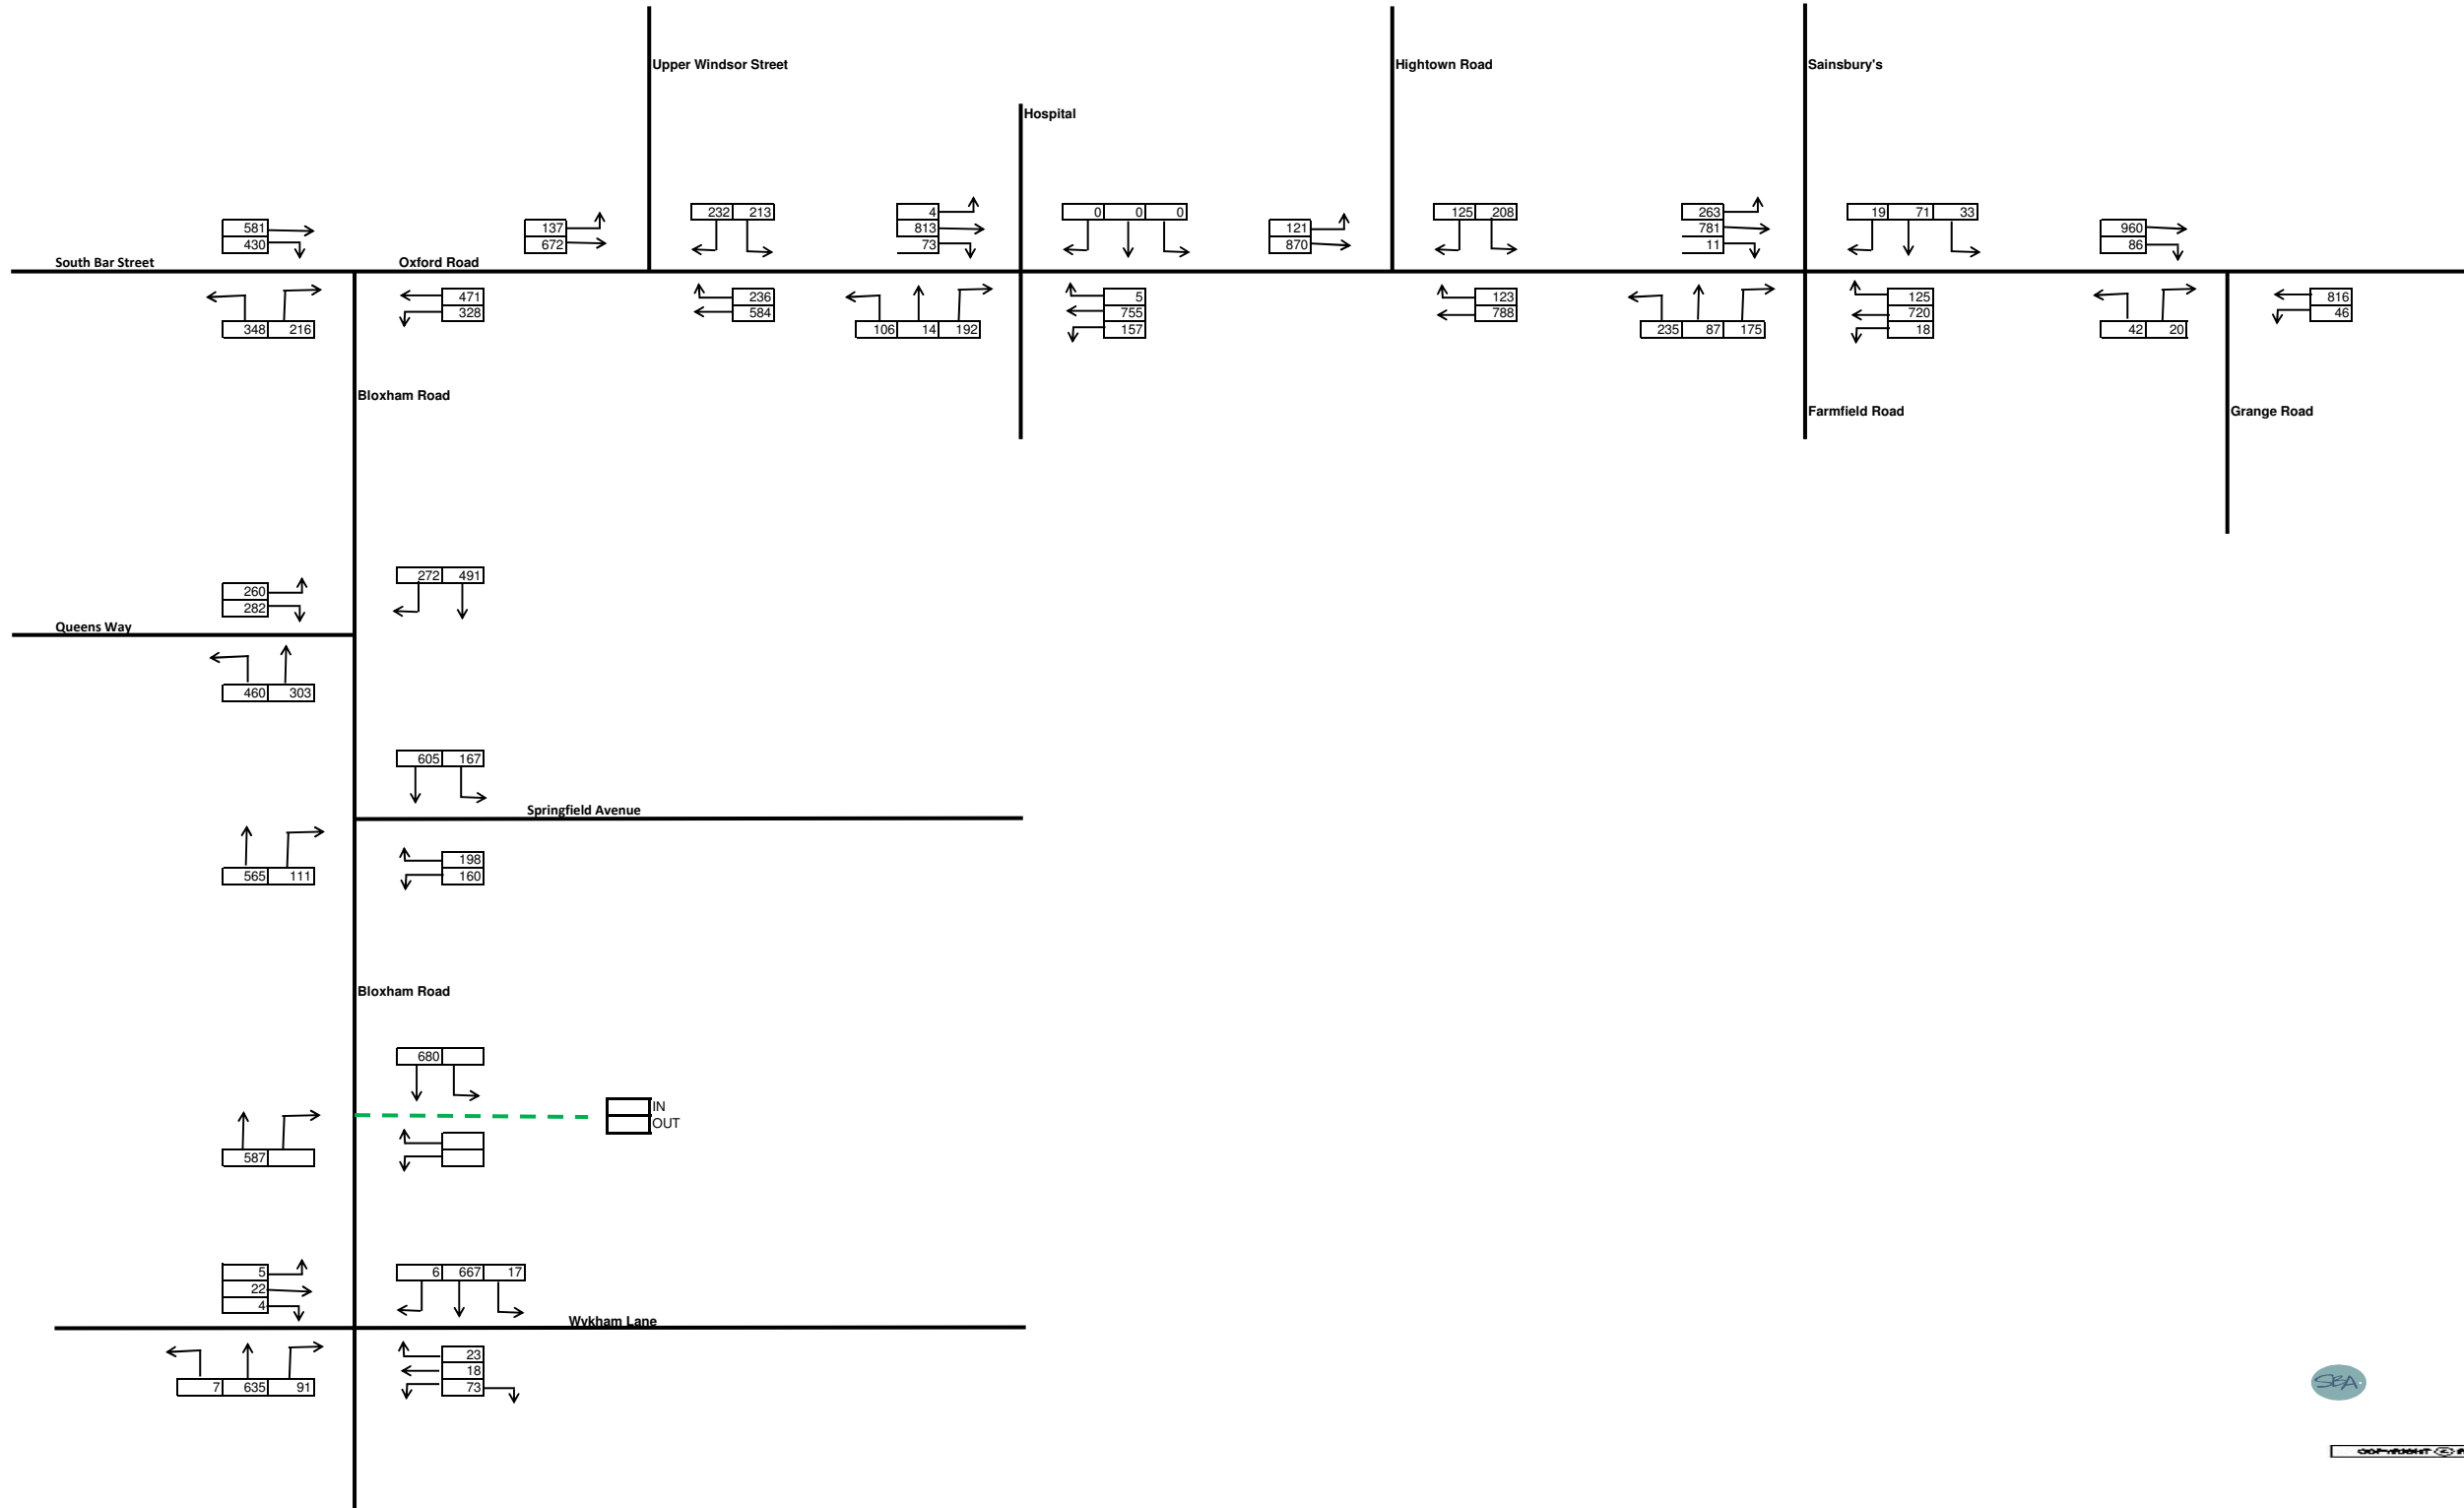 Upper Windsor Street
Hightown Road
Sainsbury's
Hospital
232 213
4
0 0 0
125 208
263
19 71 33
581
430
137
672
813
73
121
870
781
11
960
86
South Bar Street
Oxford Road
471
328
236
584
5
755
157
123
788
125
720
18
816
46
348 216
106 14 192
235 87 175
42 20
Bloxham Road
Farmfield Road
Grange Road
272 491
260
282
Queens Way
460 303
605 167
Springfield Avenue
198
160
565 111
Bloxham Road
680
IN
OUT
587
5
22
4
6 667 17
Wykham Lane
23
18
73
7 635 91
SBA